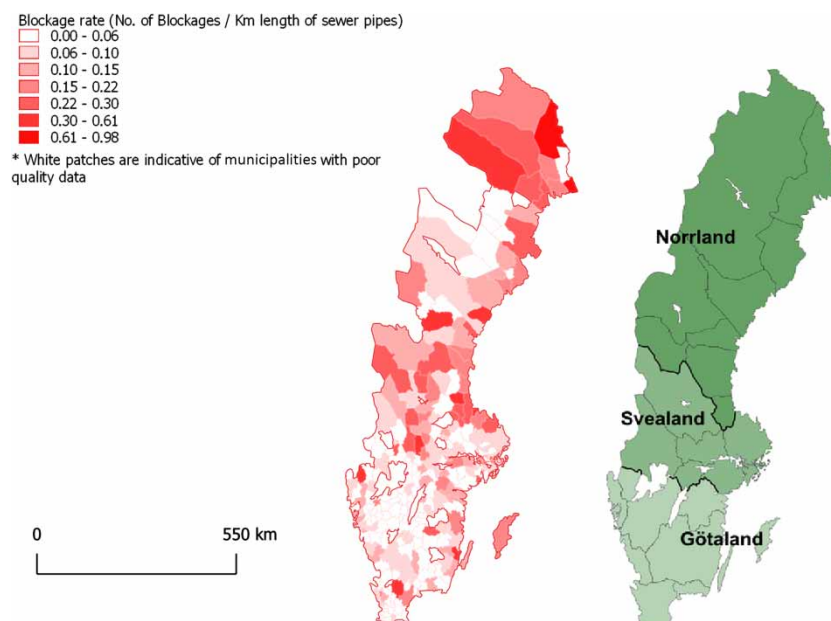 Blockage rate (No. of Blockages / Km length of sewer pipes)
0.00 - 0.06
0.06 - 0.10
0.10 - 0.15
0.15 - 0.22
0.22 - 0.30
0.30 - 0.61
0.61 - 0.98
* White patches are indicative of municipalities with poor
quality data
Norrland
Svealand
Götaland
0 550 km